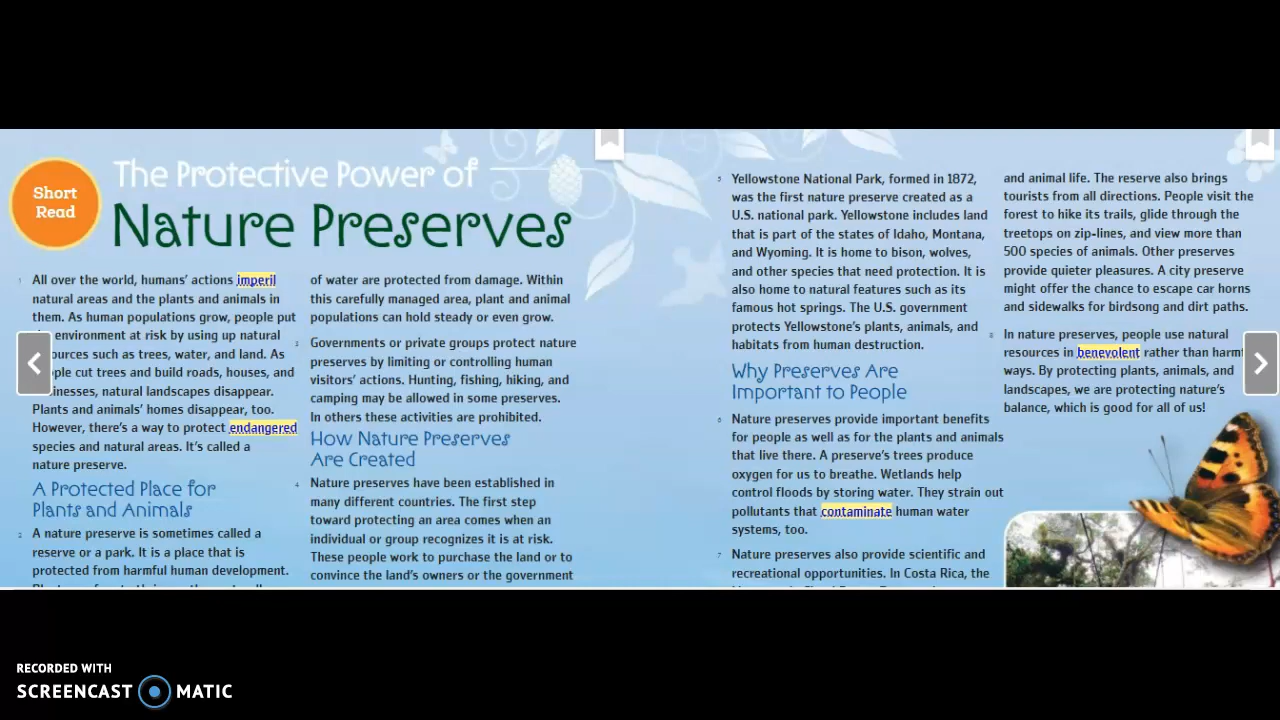 Short
Read
The Protective Power of
Nature Preserves
1 All over the world, humans' actions imperil
natural areas and the plants and animals in
them. As human populations grow, people put
environment at risk by using up natural
such as trees, water, and land. As
cut trees and build roads, houses, and
natural landscapes disappear.
Plants and animals' homes disappear, too.
However, there's a way to protect endangered
species and natural areas. It's called a
nature preserve.
A Protected Place for
Plants and Animals
2 A nature preserve is sometimes called a
reserve or a park. It is a place that is
protected from harmful human development.
of water are protected from damage. Within
this carefully managed area, plant and animal
populations can hold steady or even grow.
3 Governments or private groups protect nature
preserves by limiting or controlling human
visitors' actions. Hunting, fishing, hiking, and
camping may be allowed in some preserves.
In others these activities are prohibited.
How Nature Preserves
Are Created
4 Nature preserves have been established in
many different countries. The first step
toward protecting an area comes when an
individual or group recognizes it is at risk.
These people work to purchase the land or to
convince the land's owners or the government
5 Yellowstone National Park, formed in 1872,
was the first nature preserve created as a
U.S. national park. Yellowstone includes land
that is part of the states of Idaho, Montana,
and Wyoming. It is home to bison, wolves,
and other species that need protection. It is
also home to natural features such as its
famous hot springs. The U.S. government
protects Yellowstone's plants, animals, and
habitats from human destruction.
Why Preserves Are
Important to People
6 Nature preserves provide important benefits
for people as well as for the plants and animals
that live there. A preserve's trees produce
oxygen for us to breathe. Wetlands help
control floods by storing water. They strain out
pollutants that contaminate human water
systems, too.
7 Nature preserves also provide scientific and
recreational opportunities. In Costa Rica, the
and animal life. The reserve also brings
tourists from all directions. People visit the
forest to hike its trails, glide through the
treetops on zip-lines, and view more than
500 species of animals. Other preserves
provide quieter pleasures. A city preserve
might offer the chance to escape car horns
and sidewalks for birdsong and dirt paths.
8 In nature preserves, people use natural
resources in benevolent rather than harmf
ways. By protecting plants, animals, and
landscapes, we are protecting nature's
balance, which is good for all of us!
RECORDED WITH
SCREENCAST MATIC